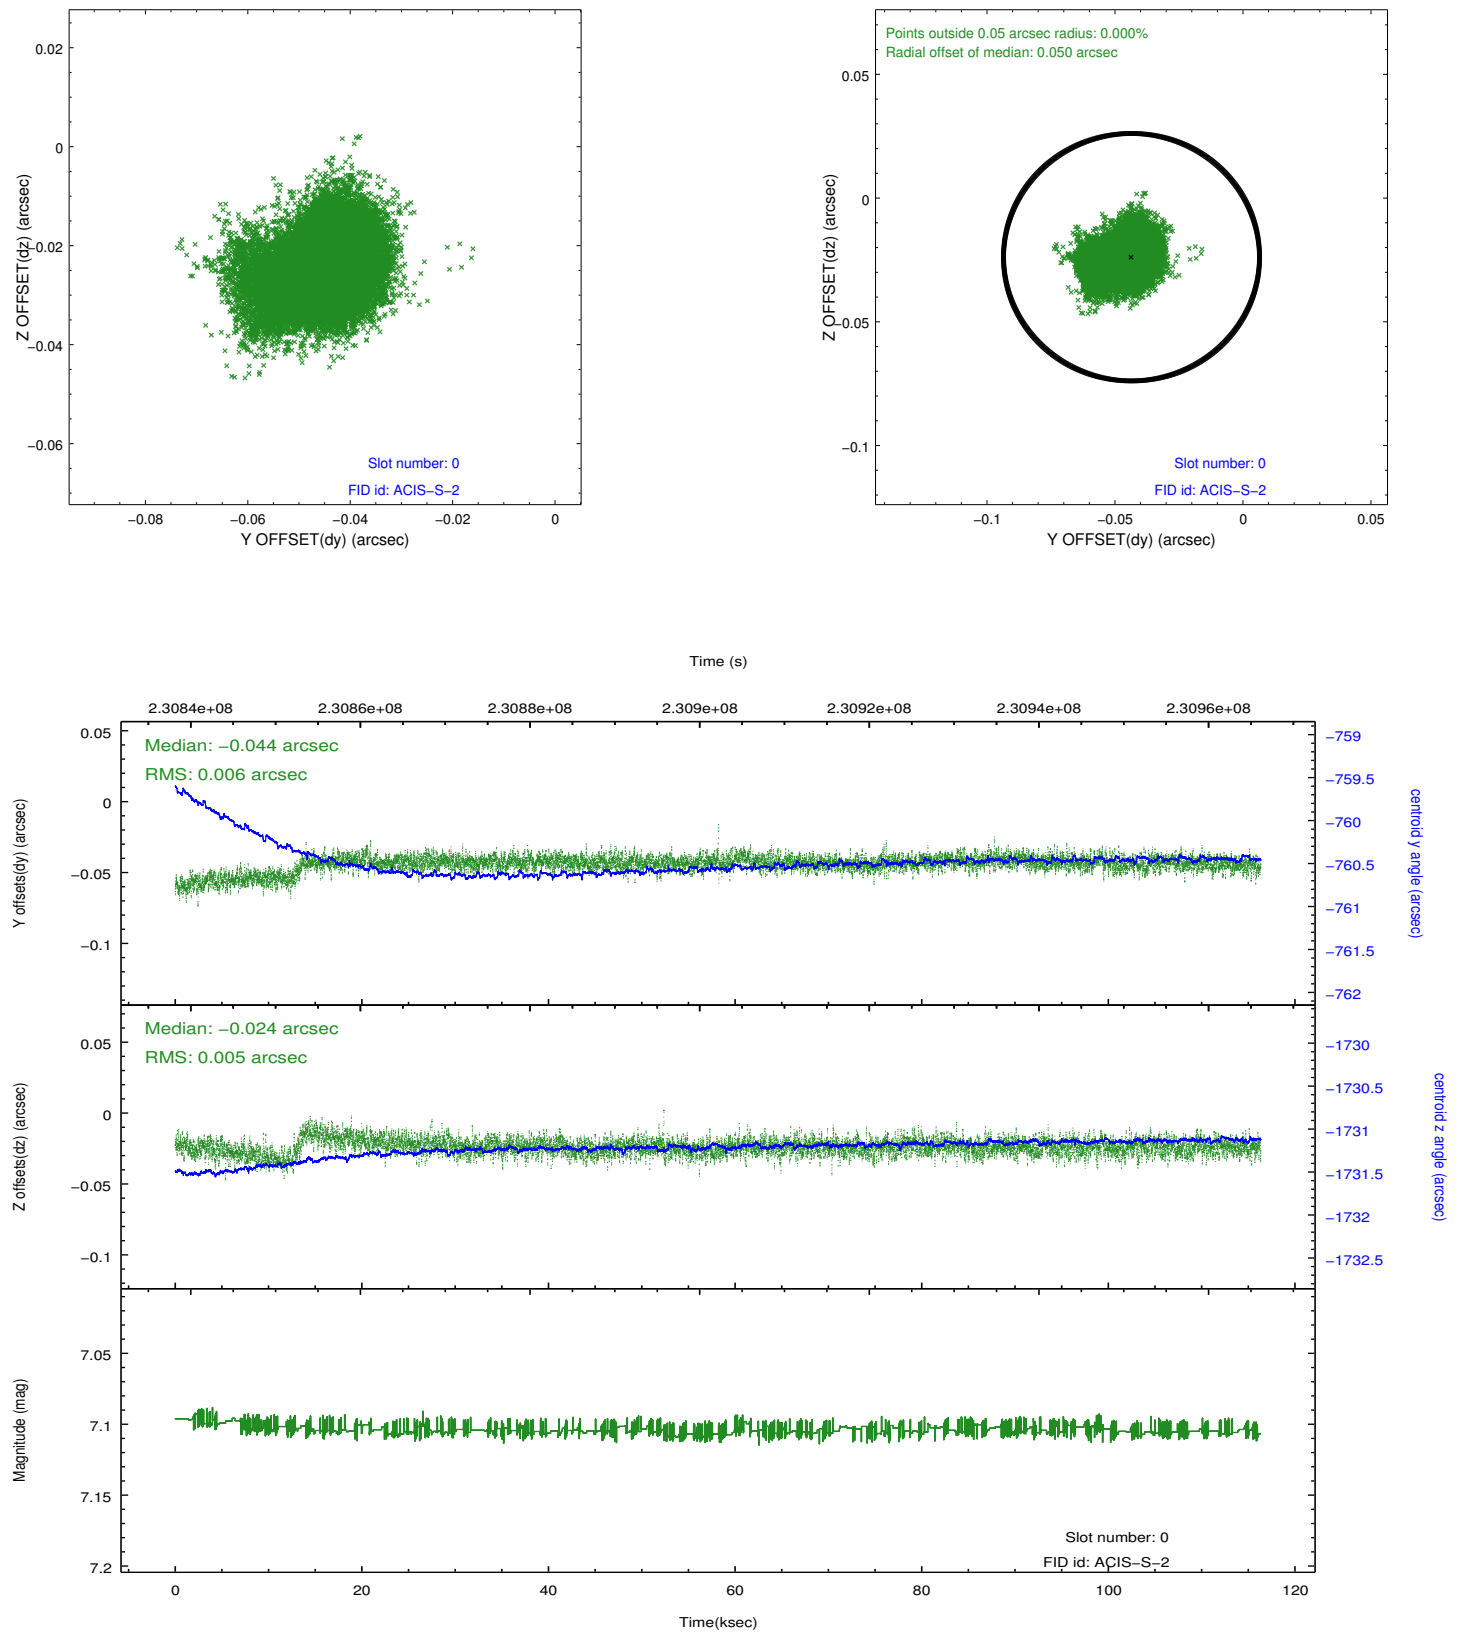 0.02
0
−0.02
−0.04
−0.06
Z OFFSET(dz) (arcsec)
Slot number: 0
FID id: ACIS−S−2
−0.08
−0.06
−0.04
−0.02
0
Y OFFSET(dy) (arcsec)
Points outside 0.05 arcsec radius: 0.000%
Radial offset of median: 0.050 arcsec
0.05
0
−0.05
−0.1
Z OFFSET(dz) (arcsec)
Slot number: 0
FID id: ACIS−S−2
−0.1
−0.05
0
0.05
Y OFFSET(dy) (arcsec)
Time (s)
2.3084e+08
2.3086e+08
2.3088e+08
2.309e+08
2.3092e+08
2.3094e+08
2.3096e+08
Median: −0.044 arcsec
RMS: 0.006 arcsec
0.05
0
−0.05
−0.1
Y offsets(dy) (arcsec)
−759
−759.5
−760
−760.5
−761
−761.5
−762
centroid y angle (arcsec)
Median: −0.024 arcsec
RMS: 0.005 arcsec
0.05
0
−0.05
−0.1
Z offsets(dz) (arcsec)
−1730
−1730.5
−1731
−1731.5
−1732
−1732.5
centroid z angle (arcsec)
7.05
7.1
7.15
7.2
Magnitude (mag)
Slot number: 0
FID id: ACIS−S−2
0
20
40
60
80
100
120
Time(ksec)